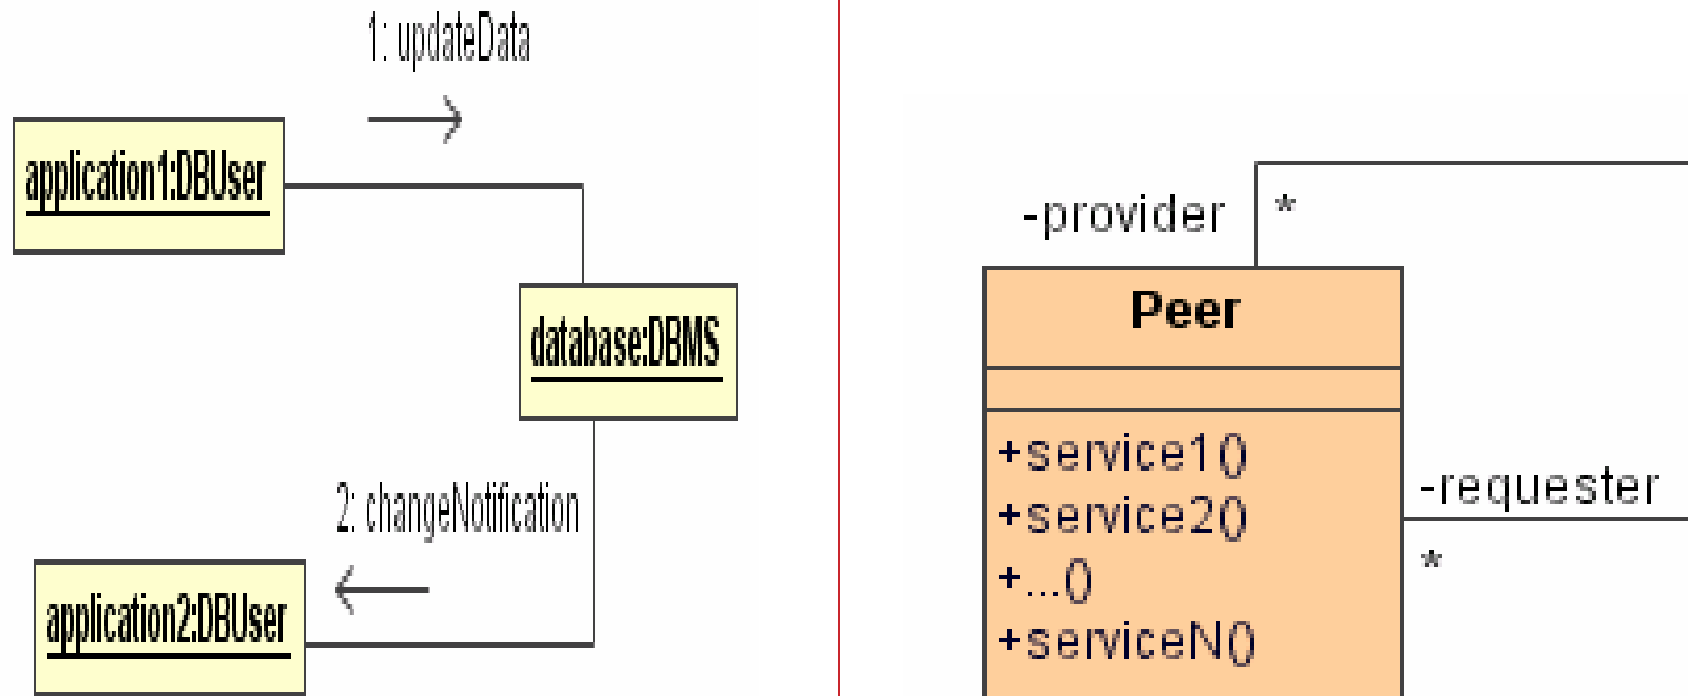 1: updateData
application1:DBUser
database:DBMS
2: changeNotification
application2:DBUser
-provider
*
Peer
+service1()
+service2()
+...()
+serviceN()
-requester
*